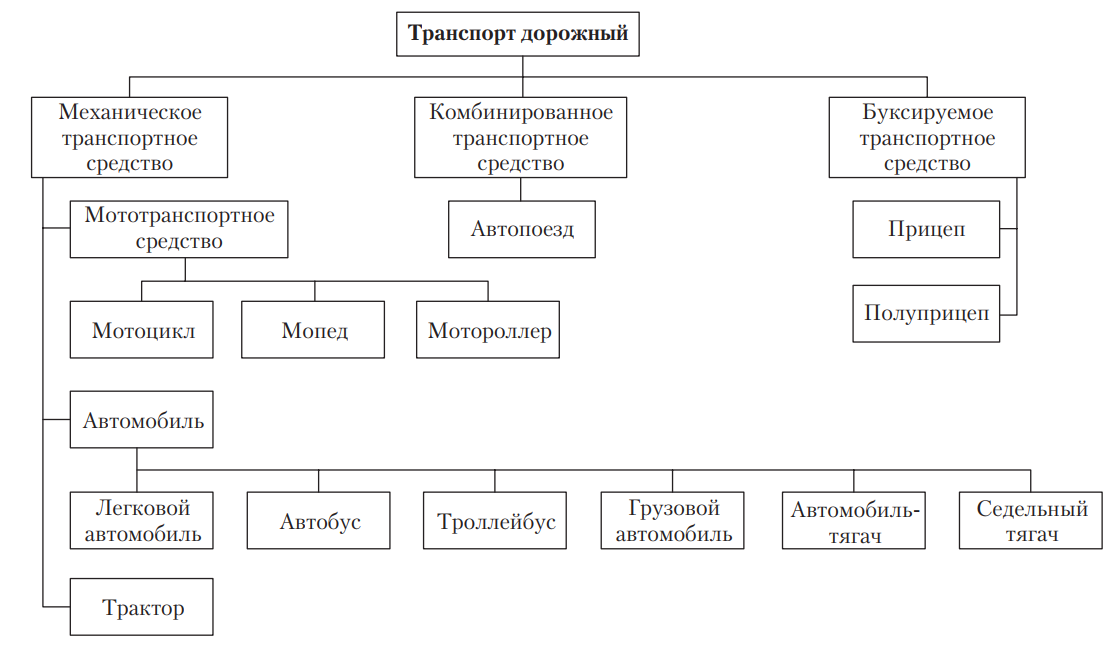 Транспорт дорожный
Механическое
транспортное
средство
Комбинированное
транспортное
средство
Буксируемое
транспортное
средство
Мототранспортное
средство
Автопоезд
Прицеп
Полуприцеп
Мотоцикл
Мопед
Мотороллер
Автомобиль
Легковой
автомобиль
Автобус
Троллейбус
Грузовой
автомобиль
Автомобиль-
тягач
Седельный
тягач
Трактор